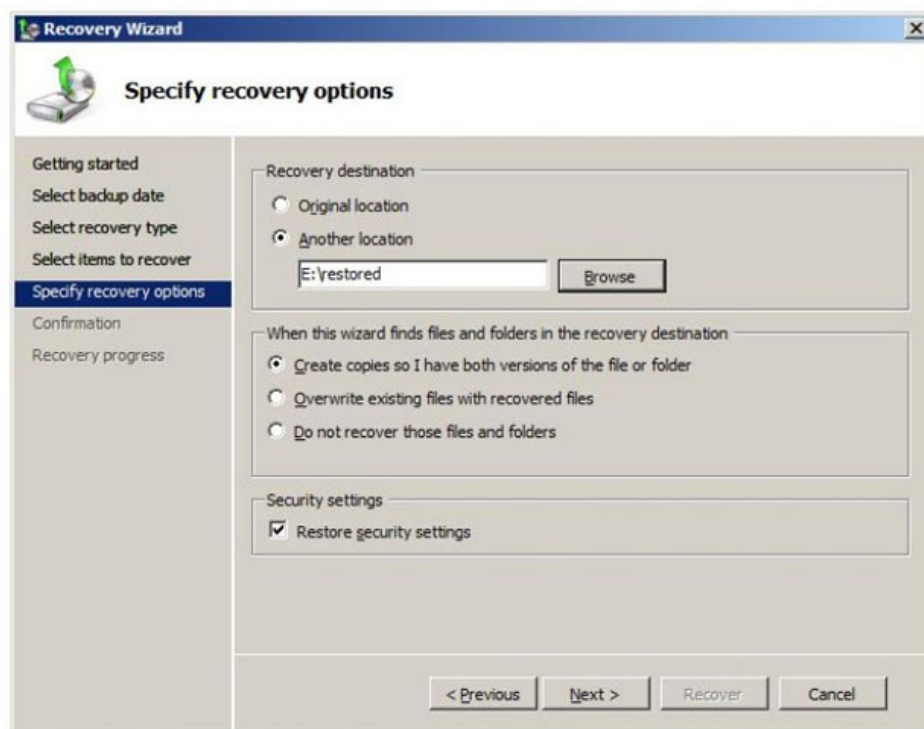 Recovery Wizard
Specify recovery options
Getting started
Select backup date
Select recovery type
Select items to recover
Specify recovery options
Confirmation
Recovery progress
Recovery destination
Original location
Another location
E:\restored
Browse
When this wizard finds files and folders in the recovery destination
Create copies so I have both versions of the file or folder
Overwrite existing files with recovered files
Do not recover those files and folders
Security settings
Restore security settings
< Previous
Next >
Recover
Cancel